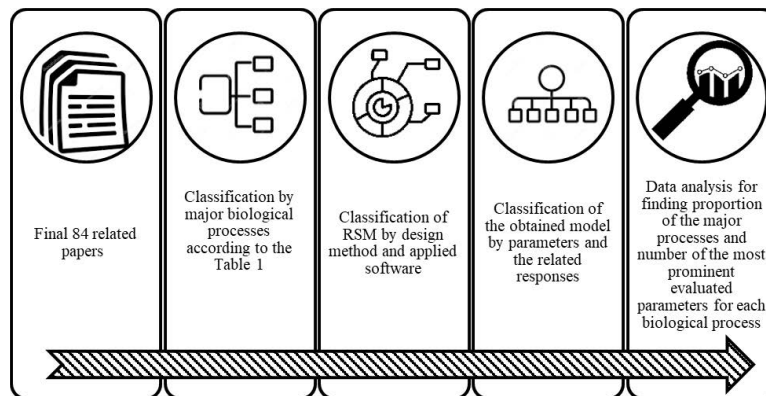 Final 84 related
papers
Classification by
major biological
processes
according to the
Table 1
Classification of
RSM by design
method and applied
software
Classification of
the obtained model
by parameters and
the related
responses
Data analysis for
finding proportion
of the major
processes and
number of the most
prominent
evaluated
parameters for each
biological process